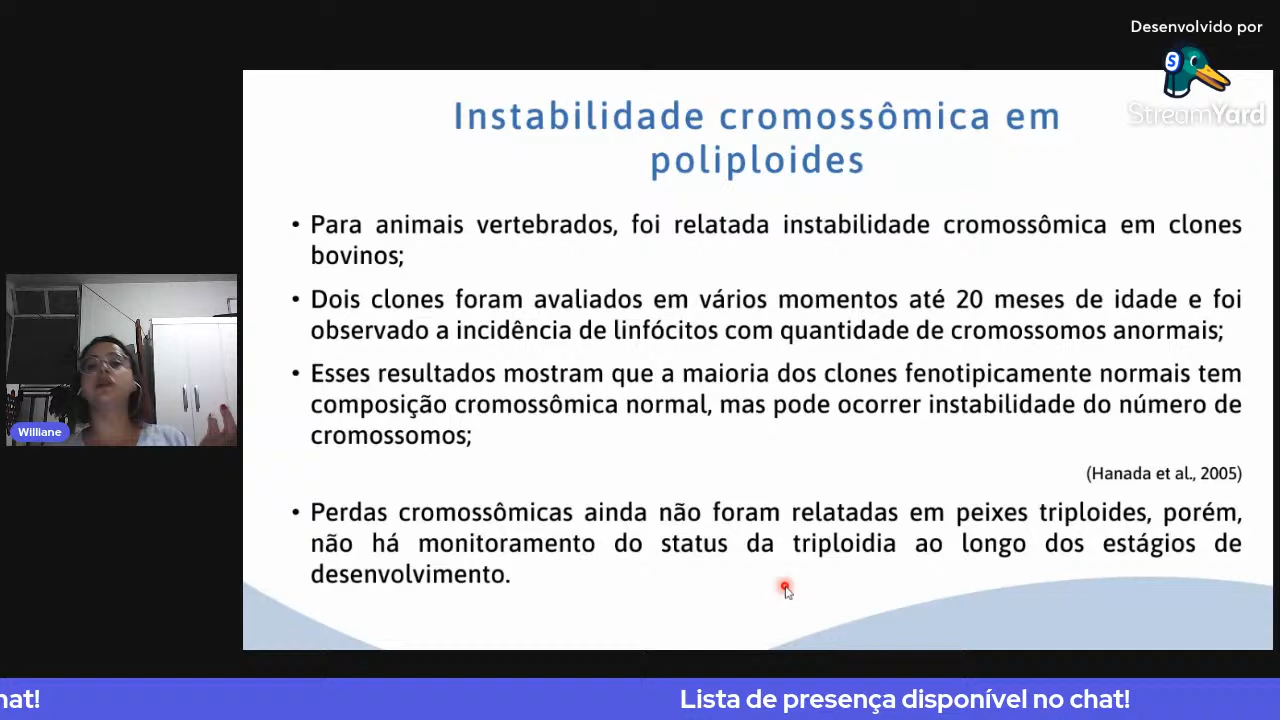 Desenvolvido por
S
StreamYard
Instabilidade cromossômica em
poliploides
• Para animais vertebrados, foi relatada instabilidade cromossômica em clones
bovinos;
• Dois clones foram avaliados em vários momentos até 20 meses de idade e foi
observado a incidência de linfócitos com quantidade de cromossomos anormais;
• Esses resultados mostram que a maioria dos clones fenotipicamente normais tem
composição cromossômica normal, mas pode ocorrer instabilidade do número de
cromossomos;
(Hanada et al., 2005)
• Perdas cromossômicas ainda não foram relatadas em peixes triploides, porém,
não há monitoramento do status da triploidia ao longo dos estágios de
desenvolvimento.
Williane
hat!
Lista de presença disponível no chat!